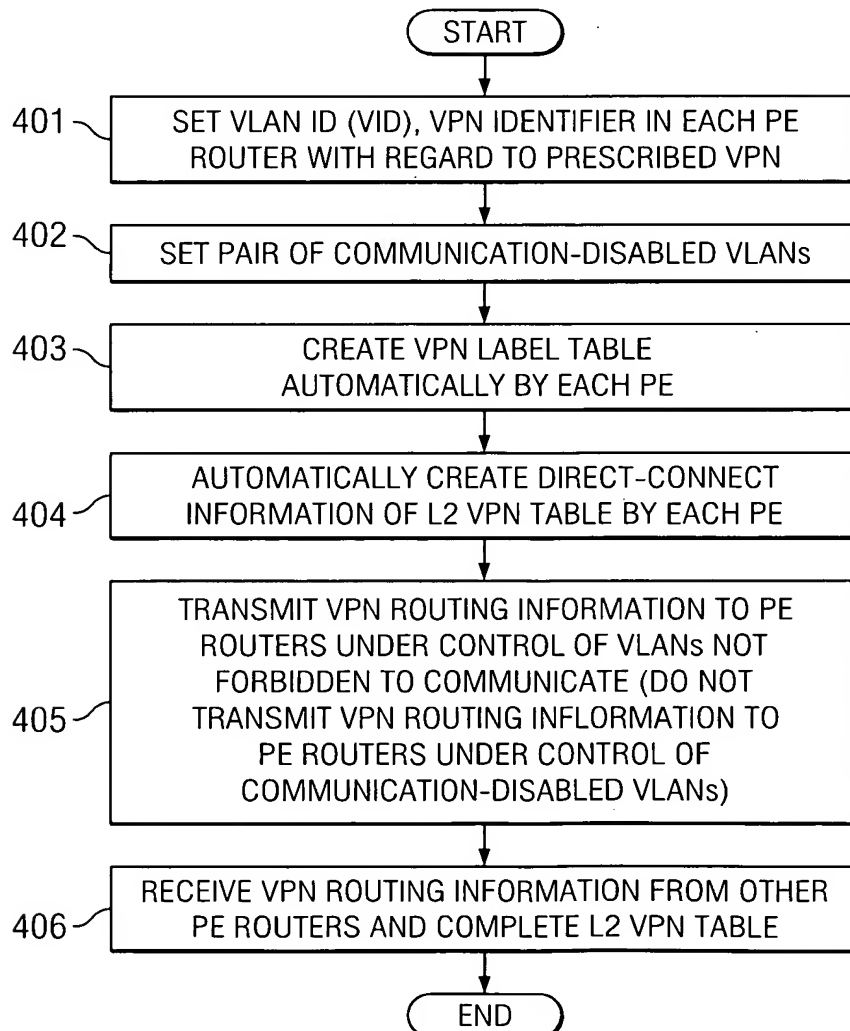 START
401
SET VLAN ID (VID), VPN IDENTIFIER IN EACH PE
ROUTER WITH REGARD TO PRESCRIBED VPN
402
SET PAIR OF COMMUNICATION-DISABLED VLANs
403
CREATE VPN LABEL TABLE
AUTOMATICALLY BY EACH PE
404
AUTOMATICALLY CREATE DIRECT-CONNECT
INFORMATION OF L2 VPN TABLE BY EACH PE
405
TRANSMIT VPN ROUTING INFORMATION TO PE
ROUTERS UNDER CONTROL OF VLANs NOT
FORBIDDEN TO COMMUNICATE (DO NOT
TRANSMIT VPN ROUTING INFLORMATION TO
PE ROUTERS UNDER CONTROL OF
COMMUNICATION-DISABLED VLANs)
406
RECEIVE VPN ROUTING INFORMATION FROM OTHER
PE ROUTERS AND COMPLETE L2 VPN TABLE
END